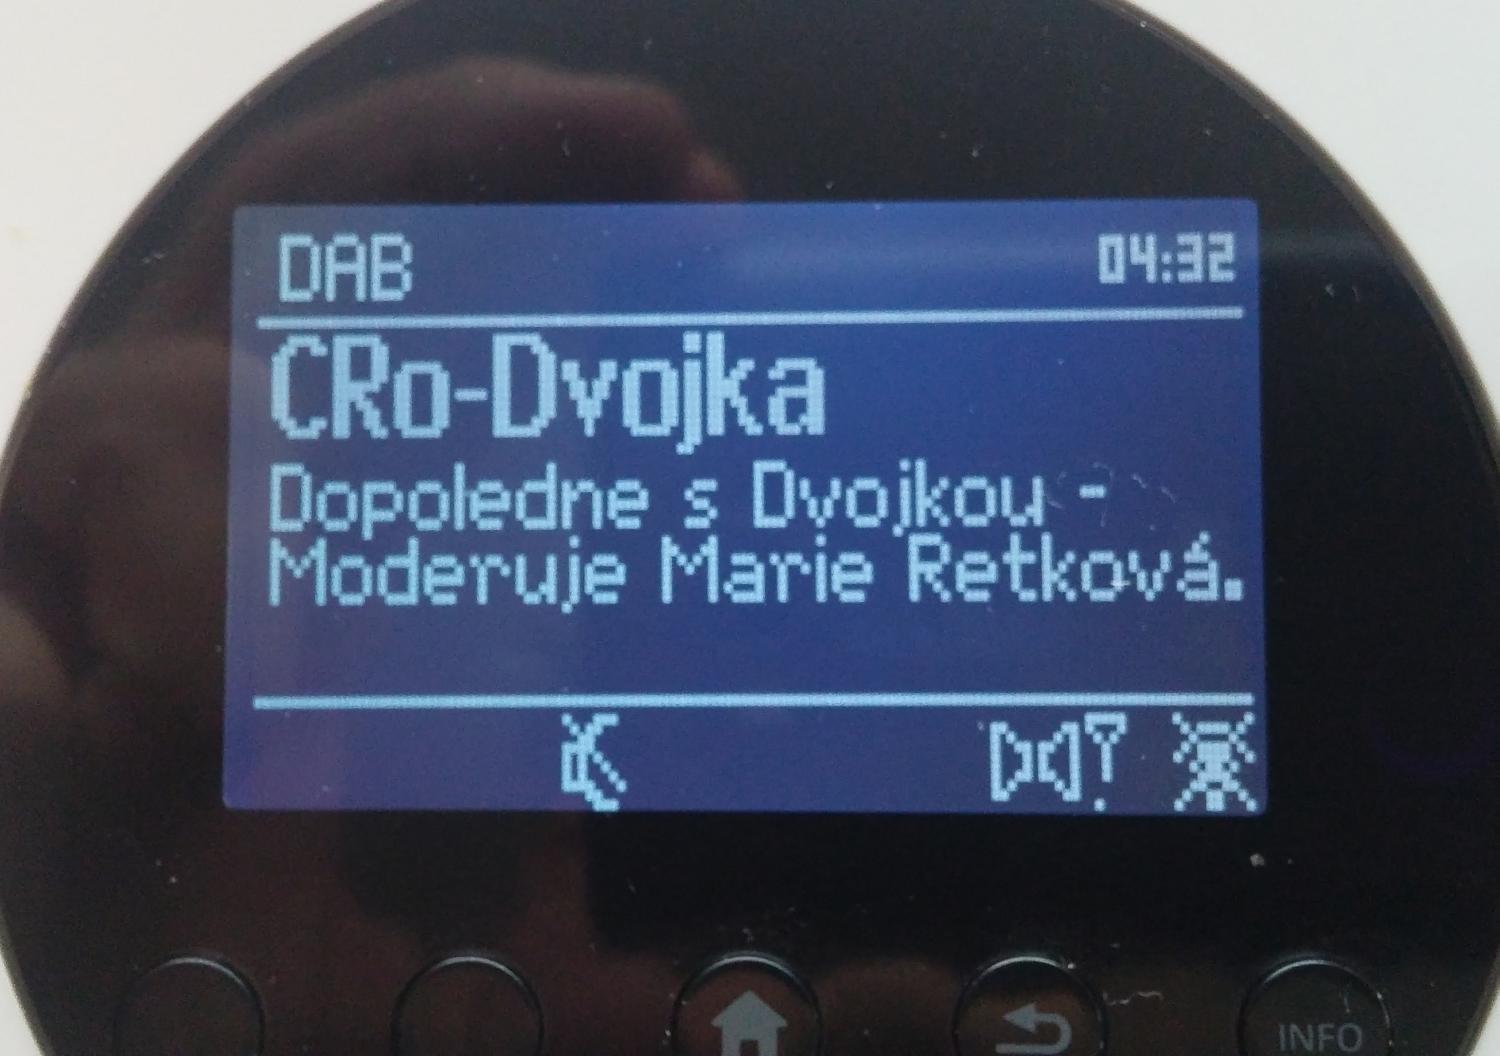 DAB 04:32
CRo-Dvojka
Dopoledne s Dvojkou -
Moderuje Marie Retková.
INFO